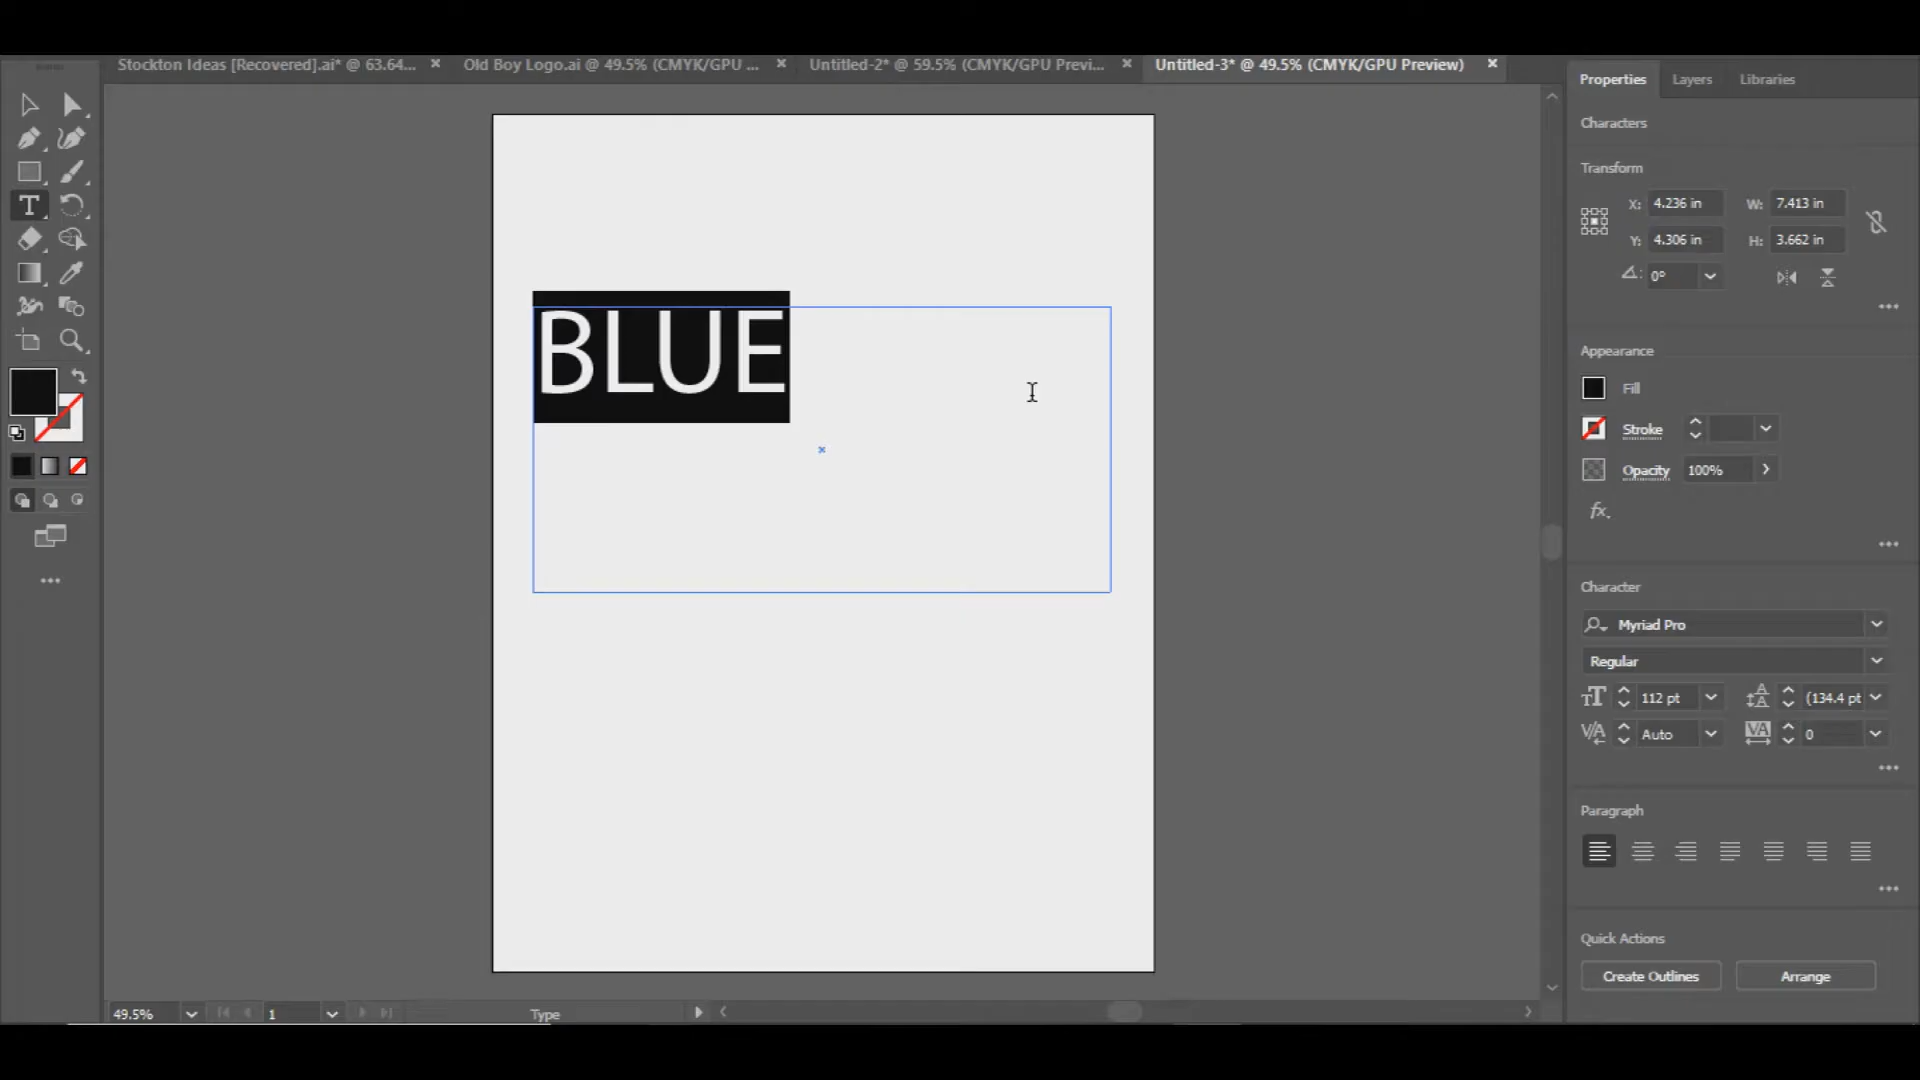 Stockton Ideas [Recovered].ai* @ 63.64... × Old Boy Logo.ai @ 49.5% (CMYK/GPU ... × Untitled-2* @ 59.5% (CMYK/GPU Previ... × Untitled-3* @ 49.5% (CMYK/GPU Preview) ×
Properties Layers Libraries
Characters
Transform
X: 4.236 in W: 7.413 in
Y: 4.306 in H: 3.662 in
0°
BLUE
Appearance
Fill
Stroke
Opacity 100%
fx.
Character
Myriad Pro
Regular
112 pt (134.4 pt
Auto 0
Paragraph
Quick Actions
Create Outlines Arrange
49.5% 1 Type